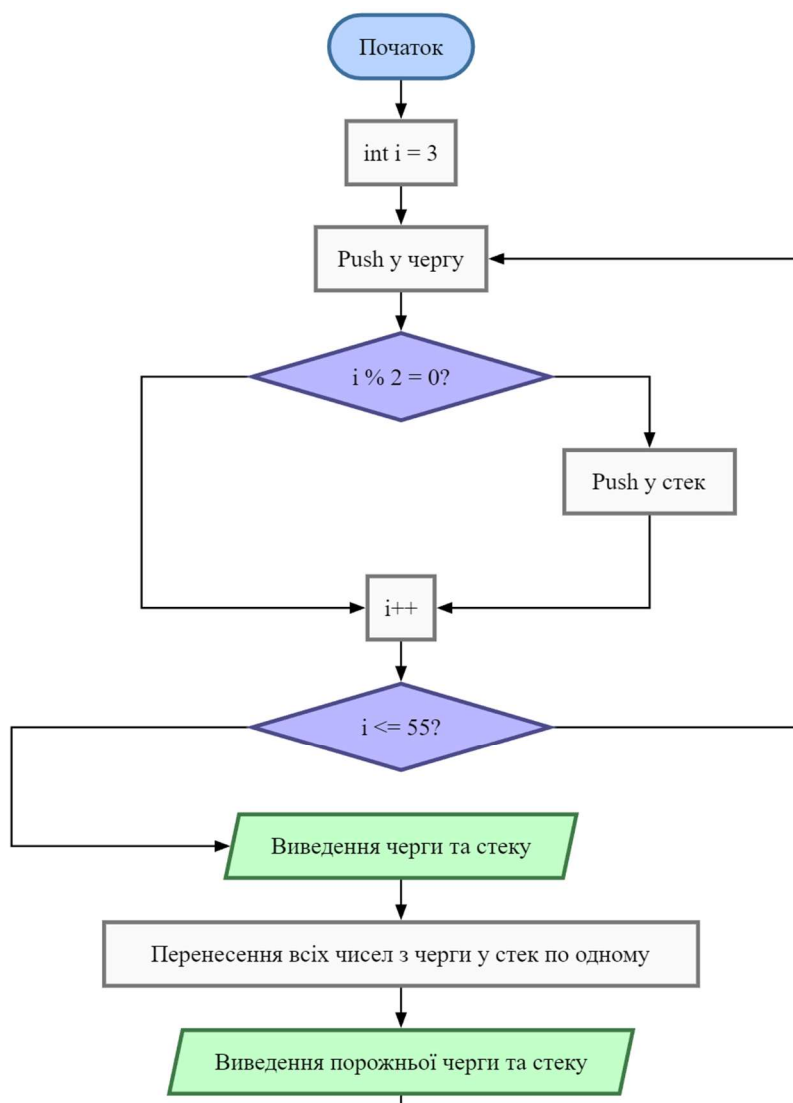 Початок
int i = 3
Push у чергу
i % 2 = 0?
Push у стек
i++
i <= 55?
Виведення черги та стеку
Перенесення всіх чисел з черги у стек по одному
Виведення порожньої черги та стеку